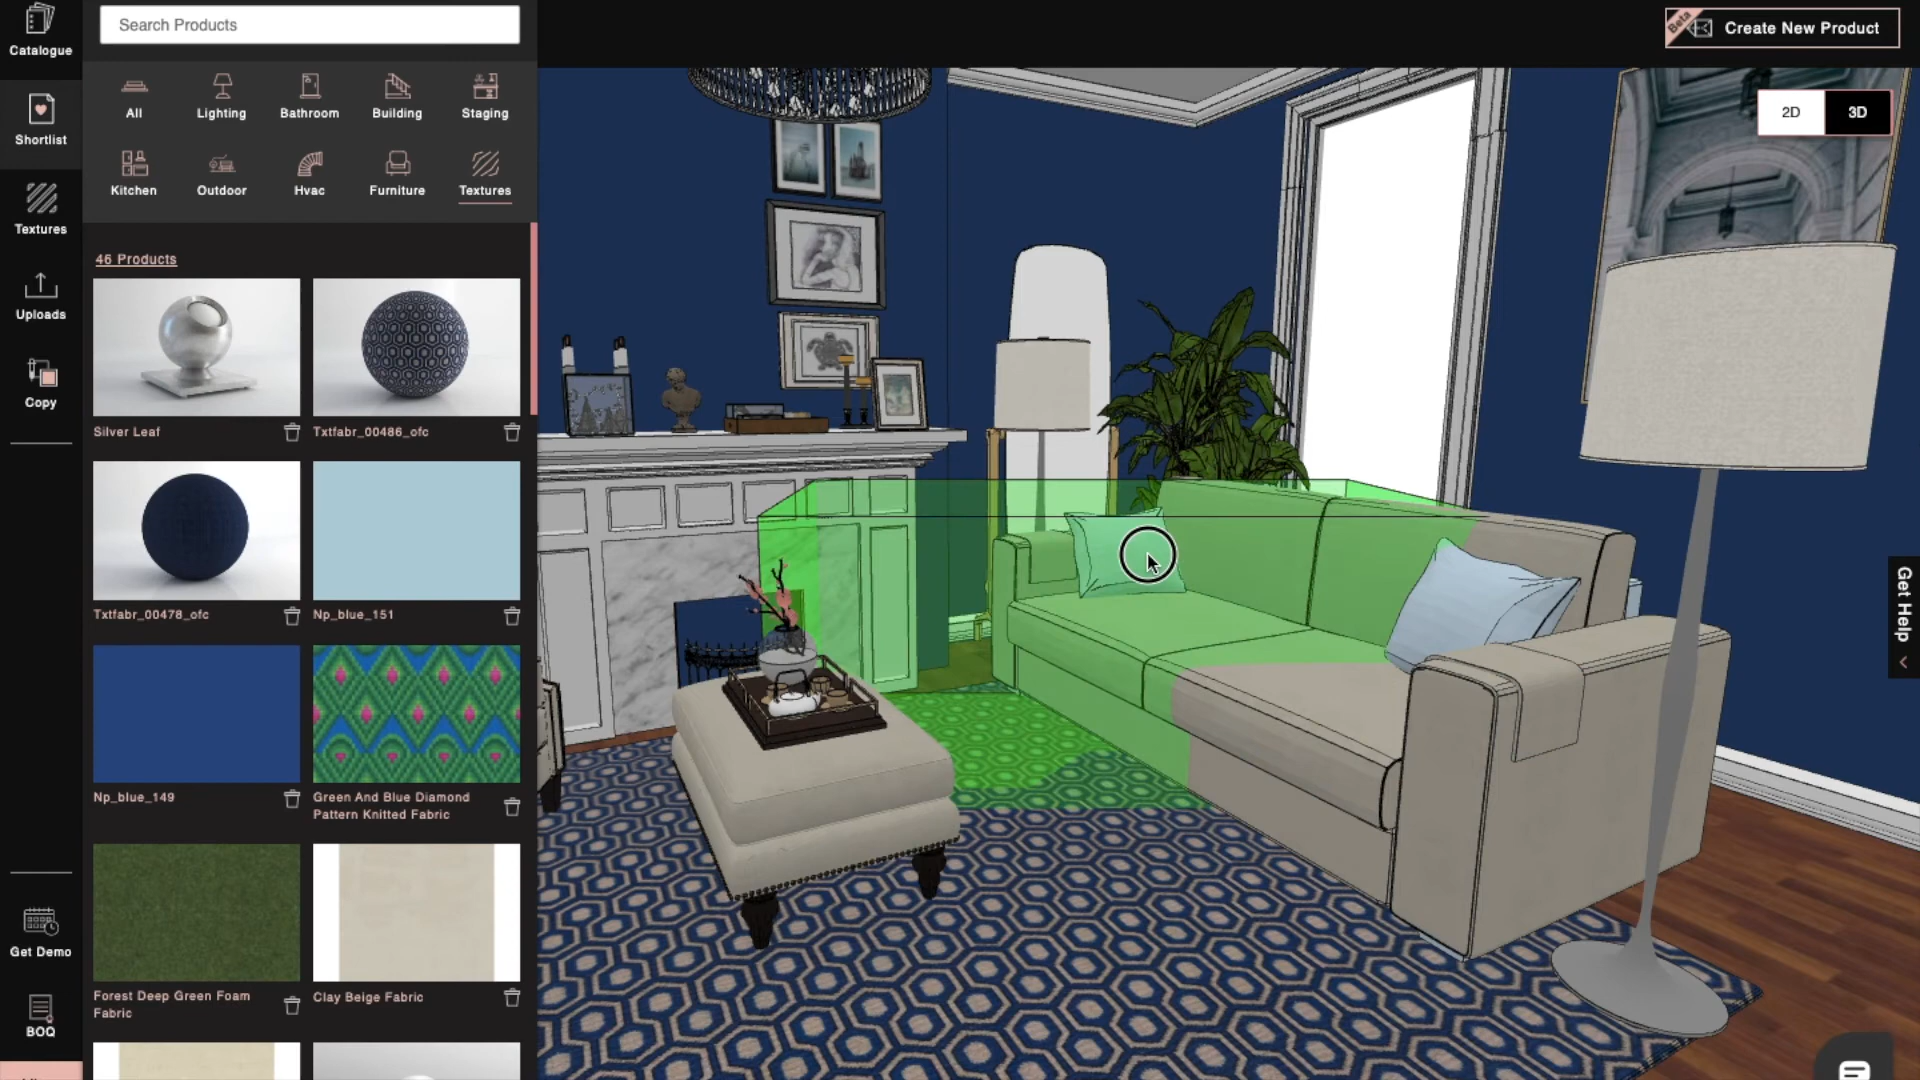 Search Products
Beta
Create New Product
Catalogue
All
Lighting
Bathroom
Building
Staging
2D
3D
Shortlist
Kitchen
Outdoor
Hvac
Furniture
Textures
Textures
46 Products
Uploads
Copy
Silver Leaf
Txtfabr_00486_ofc
Txtfabr_00478_ofc
Np_blue_151
Get Help
Np_blue_149
Green And Blue Diamond
Pattern Knitted Fabric
Get Demo
Forest Deep Green Foam
Fabric
Clay Beige Fabric
BOQ